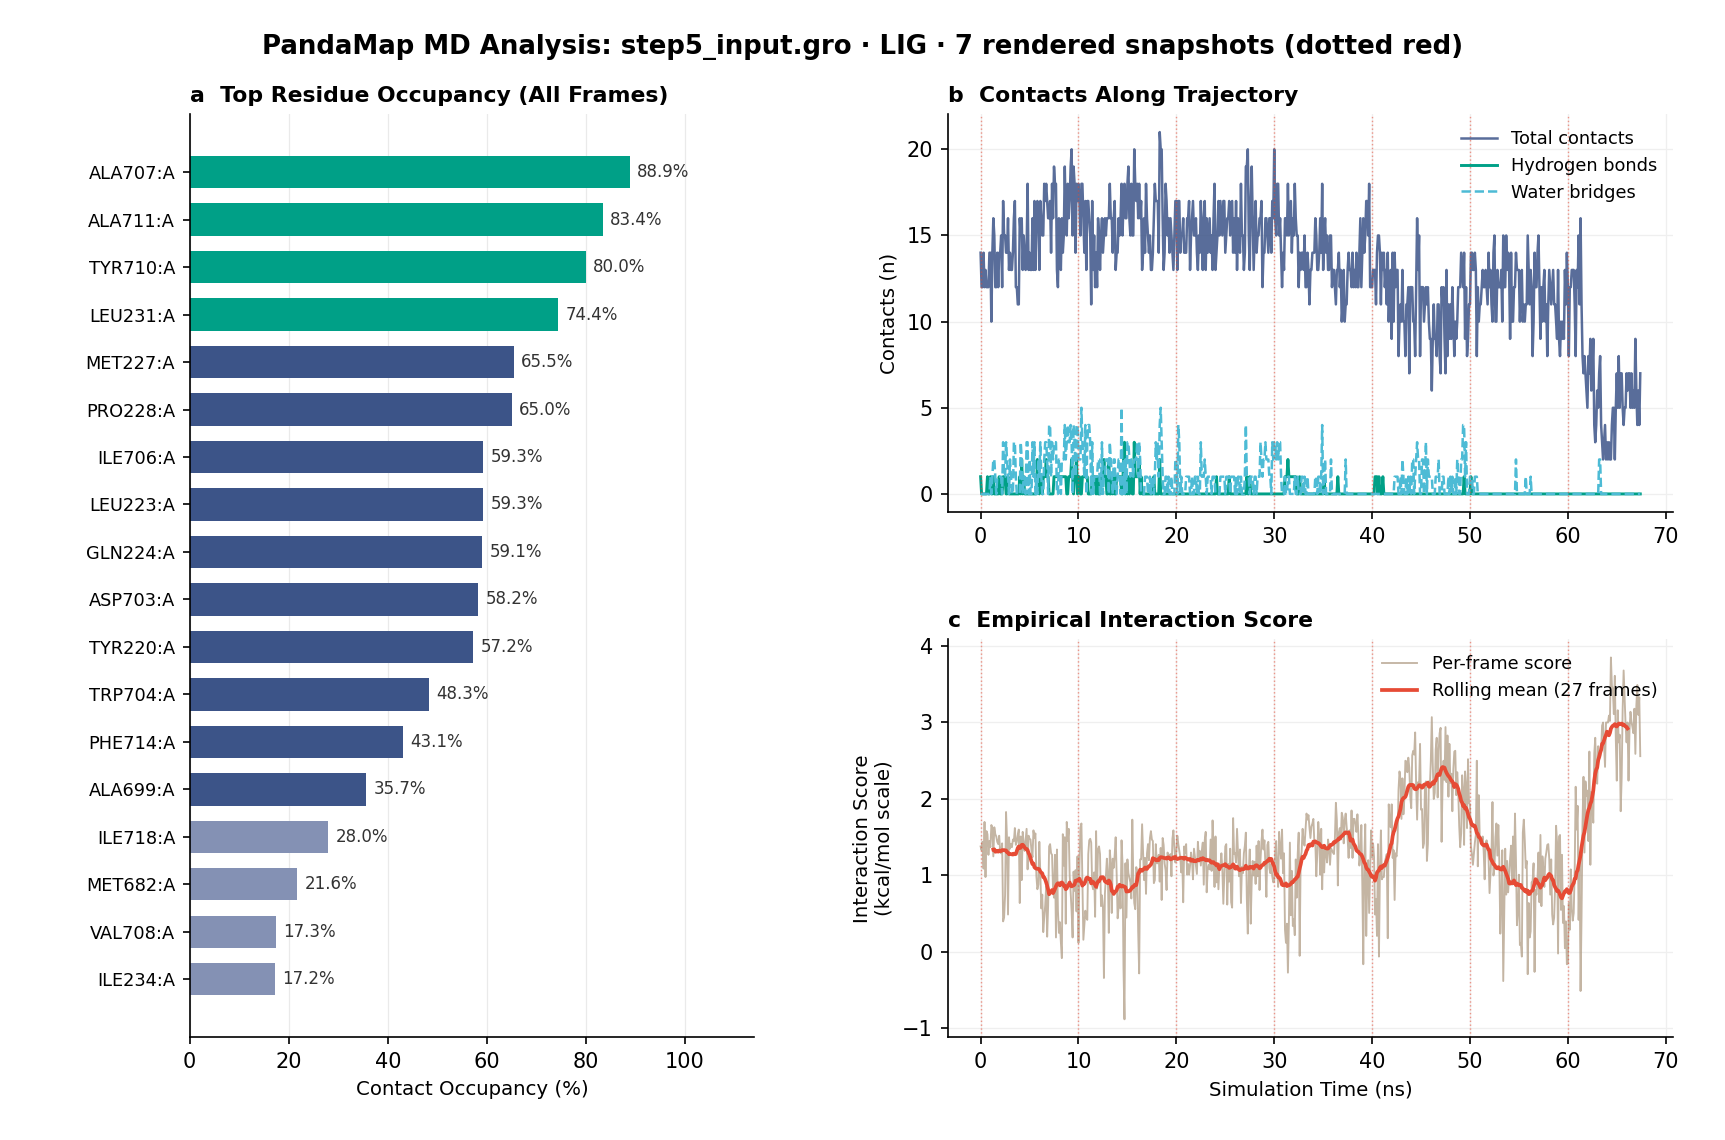 PandaMap MD Analysis: step5_input.gro · LIG · 7 rendered snapshots (dotted red)
a Top Residue Occupancy (All Frames)
ALA707:A 88.9%
ALA711:A 83.4%
TYR710:A 80.0%
LEU231:A 74.4%
MET227:A 65.5%
PRO228:A 65.0%
ILE706:A 59.3%
LEU223:A 59.3%
GLN224:A 59.1%
ASP703:A 58.2%
TYR220:A 57.2%
TRP704:A 48.3%
PHE714:A 43.1%
ALA699:A 35.7%
ILE718:A 28.0%
MET682:A 21.6%
VAL708:A 17.3%
ILE234:A 17.2%
0 20 40 60 80 100
Contact Occupancy (%)
b Contacts Along Trajectory
Total contacts
Hydrogen bonds
Water bridges
Contacts (n)
20
15
10
5
0
0 10 20 30 40 50 60 70
c Empirical Interaction Score
Per-frame score
Rolling mean (27 frames)
Interaction Score
(kcal/mol scale)
4
3
2
1
0
−1
0 10 20 30 40 50 60 70
Simulation Time (ns)